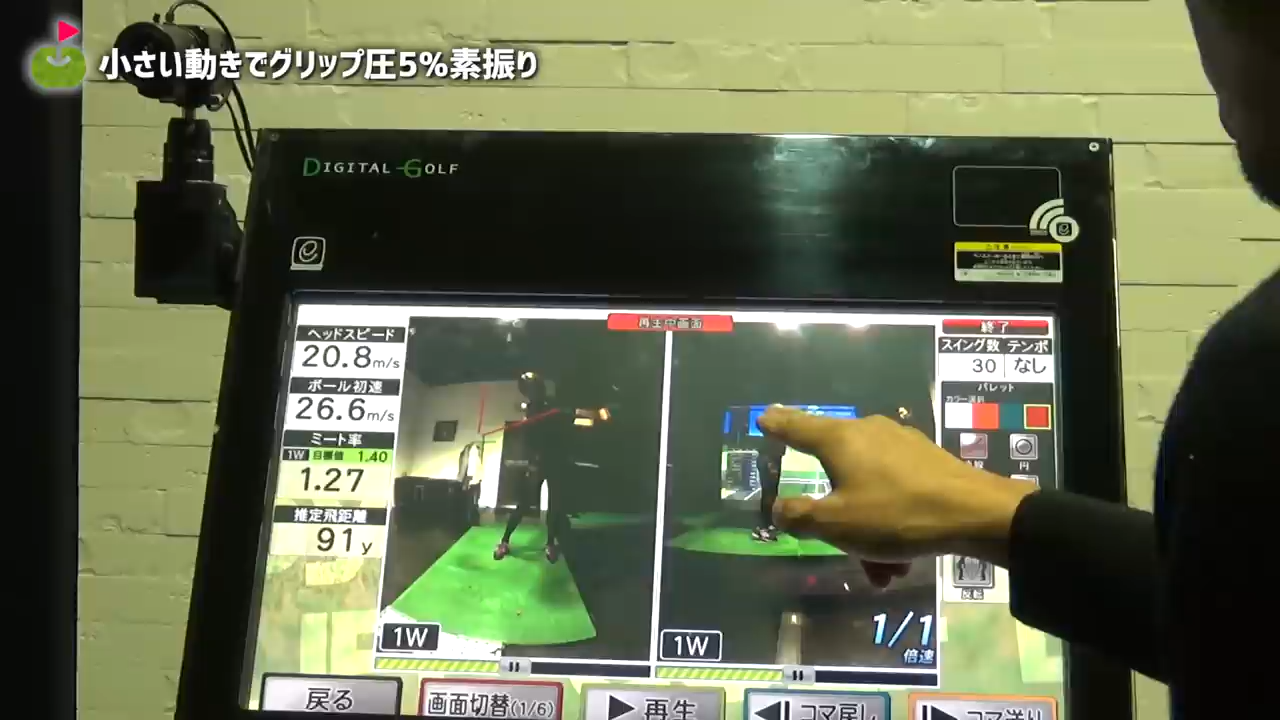 小さい動きでグリップ圧5%素振り
DIGITAL GOLF
再生中画面
ヘッドスピード
20.8m/s
ボール初速
26.6m/s
ミート率
1W 目標値 1.40
1.27
推定飛距離
91y
終了
スイング数 テンポ
30 なし
パレット
カラー選択
円
反転
1W
1W
1/1
倍速
戻る
画面切替(1/6)
再生
コマ戻し
コマ送り